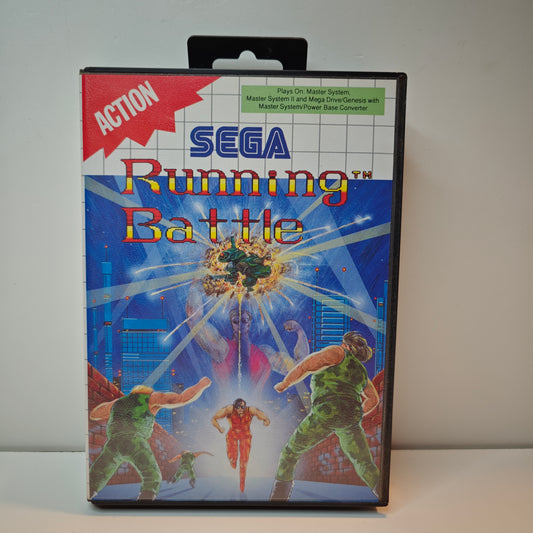 ACTION
Plays On: Master System,
Master System II and Mega Drive/Genesis with
Master System/Power Base Converter.
SEGA
Running™
Battle